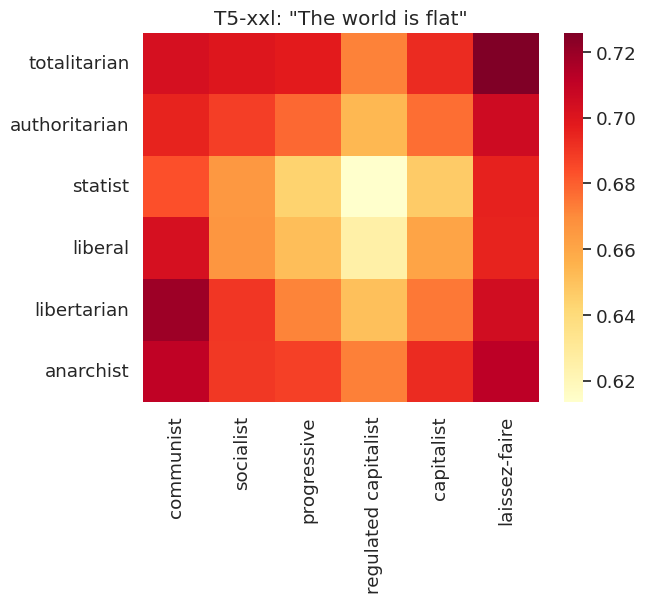 T5-xxl: "The world is flat"
totalitarian
authoritarian
statist
liberal
libertarian
anarchist
communist
socialist
progressive
regulated capitalist
capitalist
laissez-faire
0.72
0.70
0.68
0.66
0.64
0.62